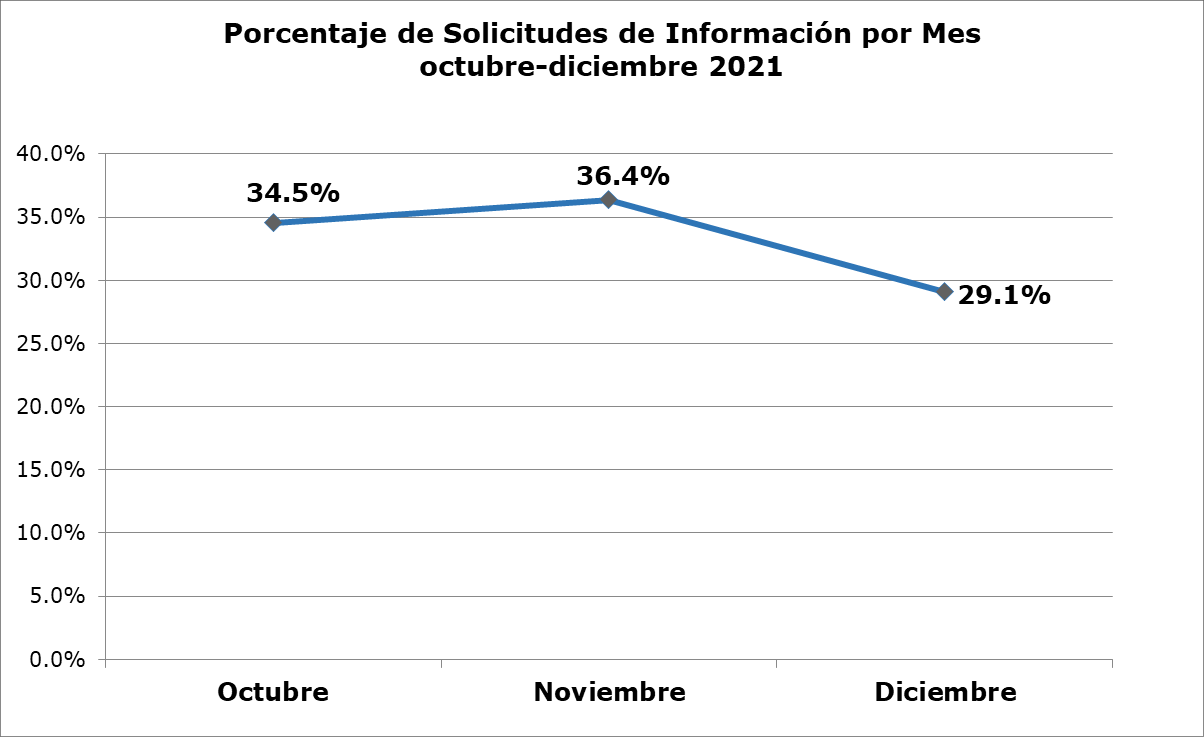 Porcentaje de Solicitudes de Información por Mes
octubre-diciembre 2021
40.0%
35.0%
30.0%
25.0%
20.0%
15.0%
10.0%
5.0%
0.0%
34.5%
36.4%
29.1%
Octubre
Noviembre
Diciembre